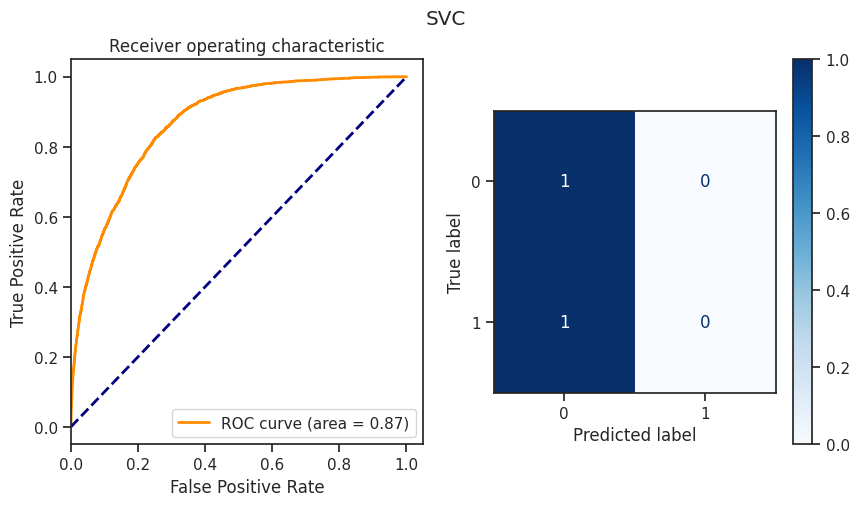 SVC
Receiver operating characteristic
1.0
0.8
0.6
0.4
0.2
0.0
True Positive Rate
ROC curve (area = 0.87)
0.0 0.2 0.4 0.6 0.8 1.0
False Positive Rate
True label
0 1 0
1 1 0
0 1
Predicted label
1.0
0.8
0.6
0.4
0.2
0.0